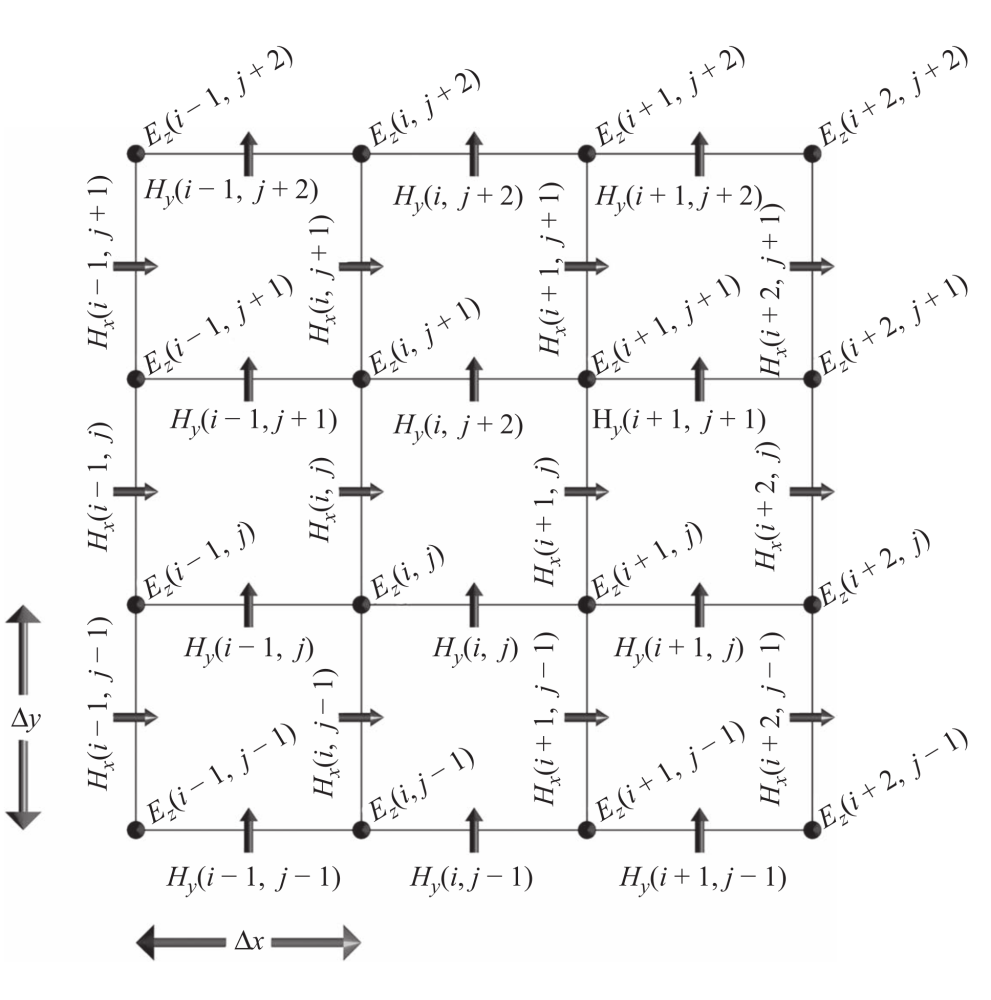 E_z(i − 1, j + 2)
E_z(i, j + 2)
E_z(i + 1, j + 2)
E_z(i + 2, j + 2)
H_y(i − 1, j + 2)
H_y(i, j + 2)
H_y(i + 1, j + 2)
H_x(i − 1, j + 1)
H_x(i, j + 1)
H_x(i + 1, j + 1)
H_x(i + 2, j + 1)
E_z(i − 1, j + 1)
E_z(i, j + 1)
E_z(i + 1, j + 1)
E_z(i + 2, j + 1)
H_y(i − 1, j + 1)
H_y(i, j + 2)
H_y(i + 1, j + 1)
H_x(i − 1, j)
H_x(i, j)
H_x(i + 1, j)
H_x(i + 2, j)
E_z(i − 1, j)
E_z(i, j)
E_z(i + 1, j)
E_z(i + 2, j)
H_y(i − 1, j)
H_y(i, j)
H_y(i + 1, j)
Δy
H_x(i − 1, j − 1)
H_x(i, j − 1)
H_x(i + 1, j − 1)
H_x(i + 2, j − 1)
E_z(i − 1, j − 1)
E_z(i, j − 1)
E_z(i + 1, j − 1)
E_z(i + 2, j − 1)
H_y(i − 1, j − 1)
H_y(i, j − 1)
H_y(i + 1, j − 1)
Δx